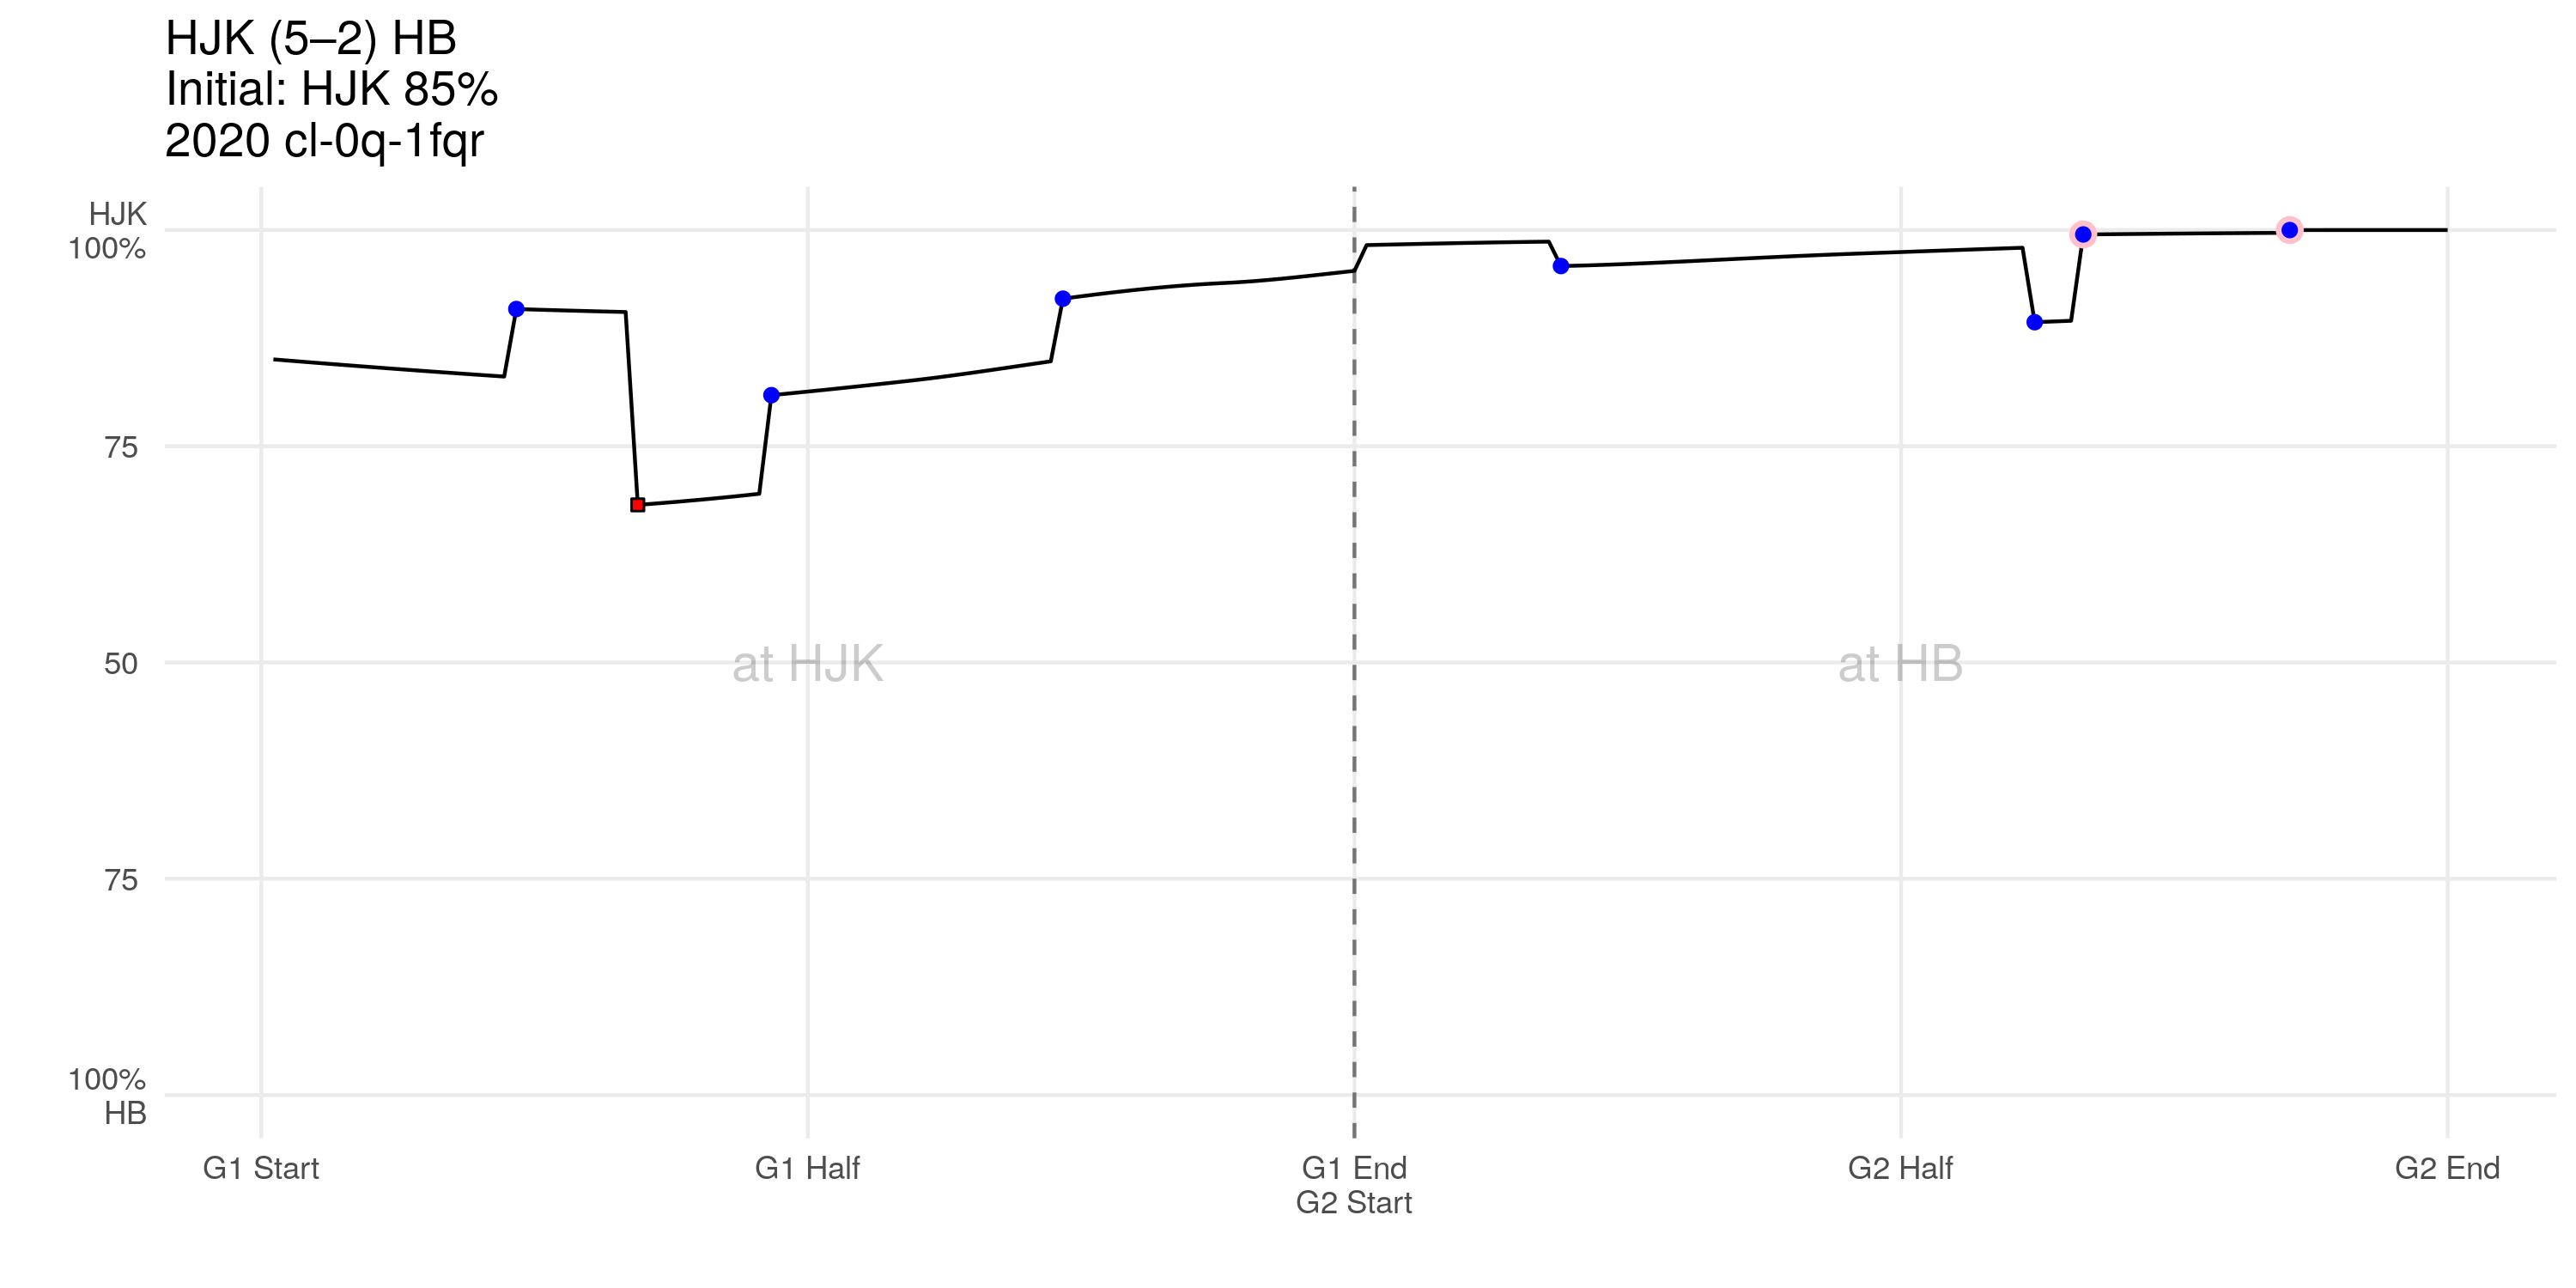 HJK (5–2) HB
Initial: HJK 85%
2020 cl-0q-1fqr
HJK
100%
75
50
75
100%
HB
at HJK
at HB
G1 Start
G1 Half
G1 End
G2 Start
G2 Half
G2 End